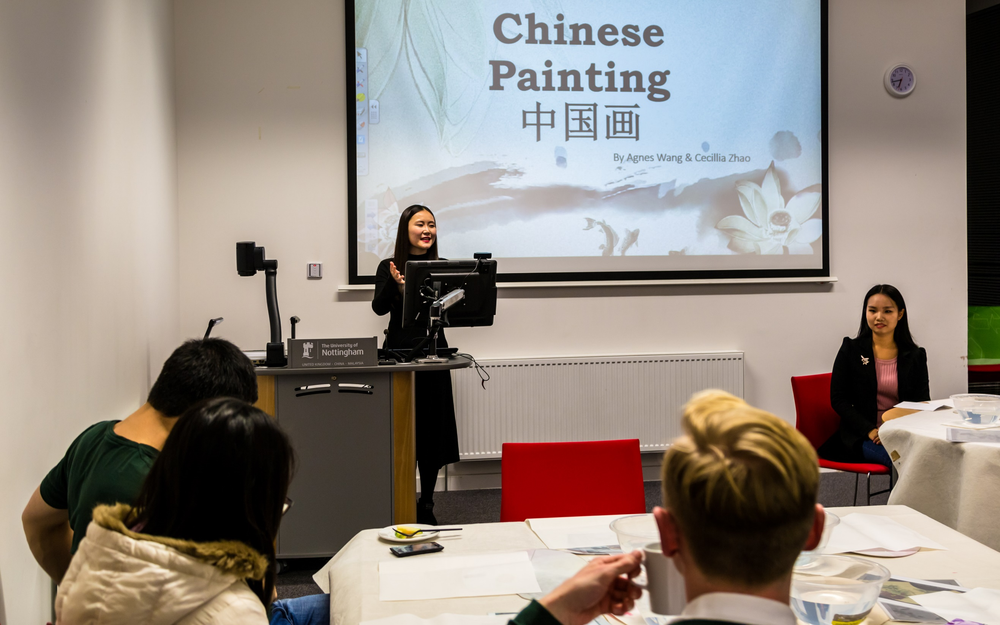 Chinese
Painting
中国画
By Agnes Wang & Cecillia Zhao
The University of
Nottingham
UNITED KINGDOM · CHINA · MALAYSIA